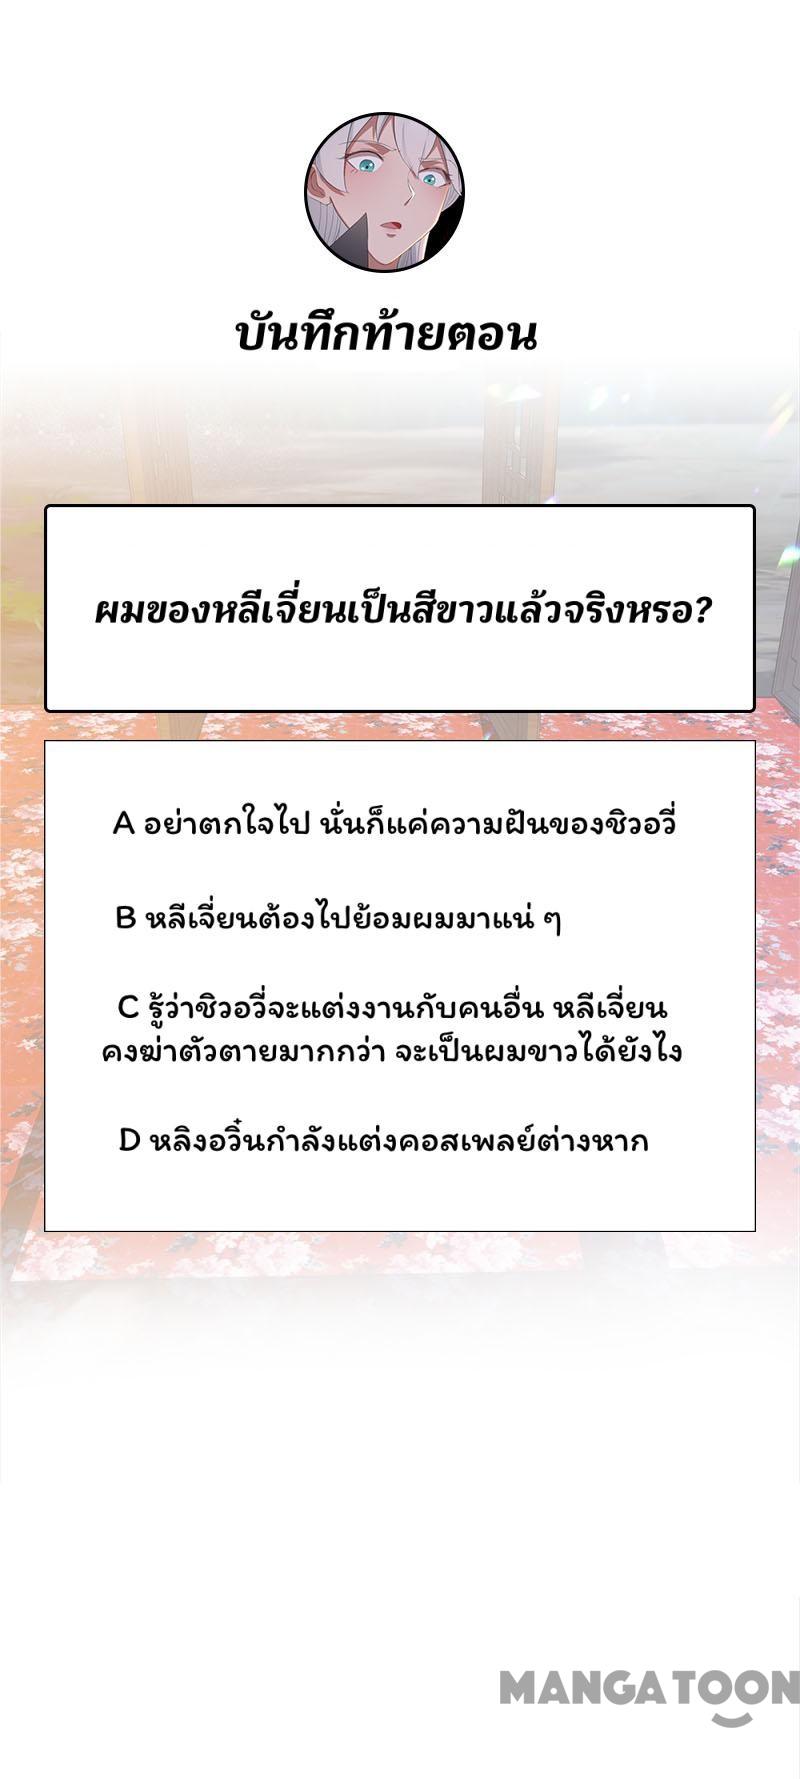 บันทึกท้ายตอน
ผมของหลีเจี่ยนเป็นสีขาวแล้วจริงหรอ?
A อย่าตกใจไป นั่นก็แค่ความฝันของชิวอวี่
B หลีเจี่ยนต้องไปย้อมผมมาแน่ ๆ
C รู้ว่าชิวอวี่จะแต่งงานกับคนอื่น หลีเจี่ยน
คงฆ่าตัวตายมากกว่า จะเป็นผมขาวได้ยังไง
D หลิงอวิ๋นกำลังแต่งคอสเพลย์ต่างหาก
MANGATOON